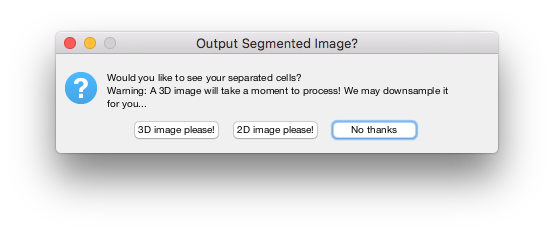 Output Segmented Image?
Would you like to see your separated cells?
Warning: A 3D image will take a moment to process! We may downsample it
for you...
3D image please! 2D image please! No thanks